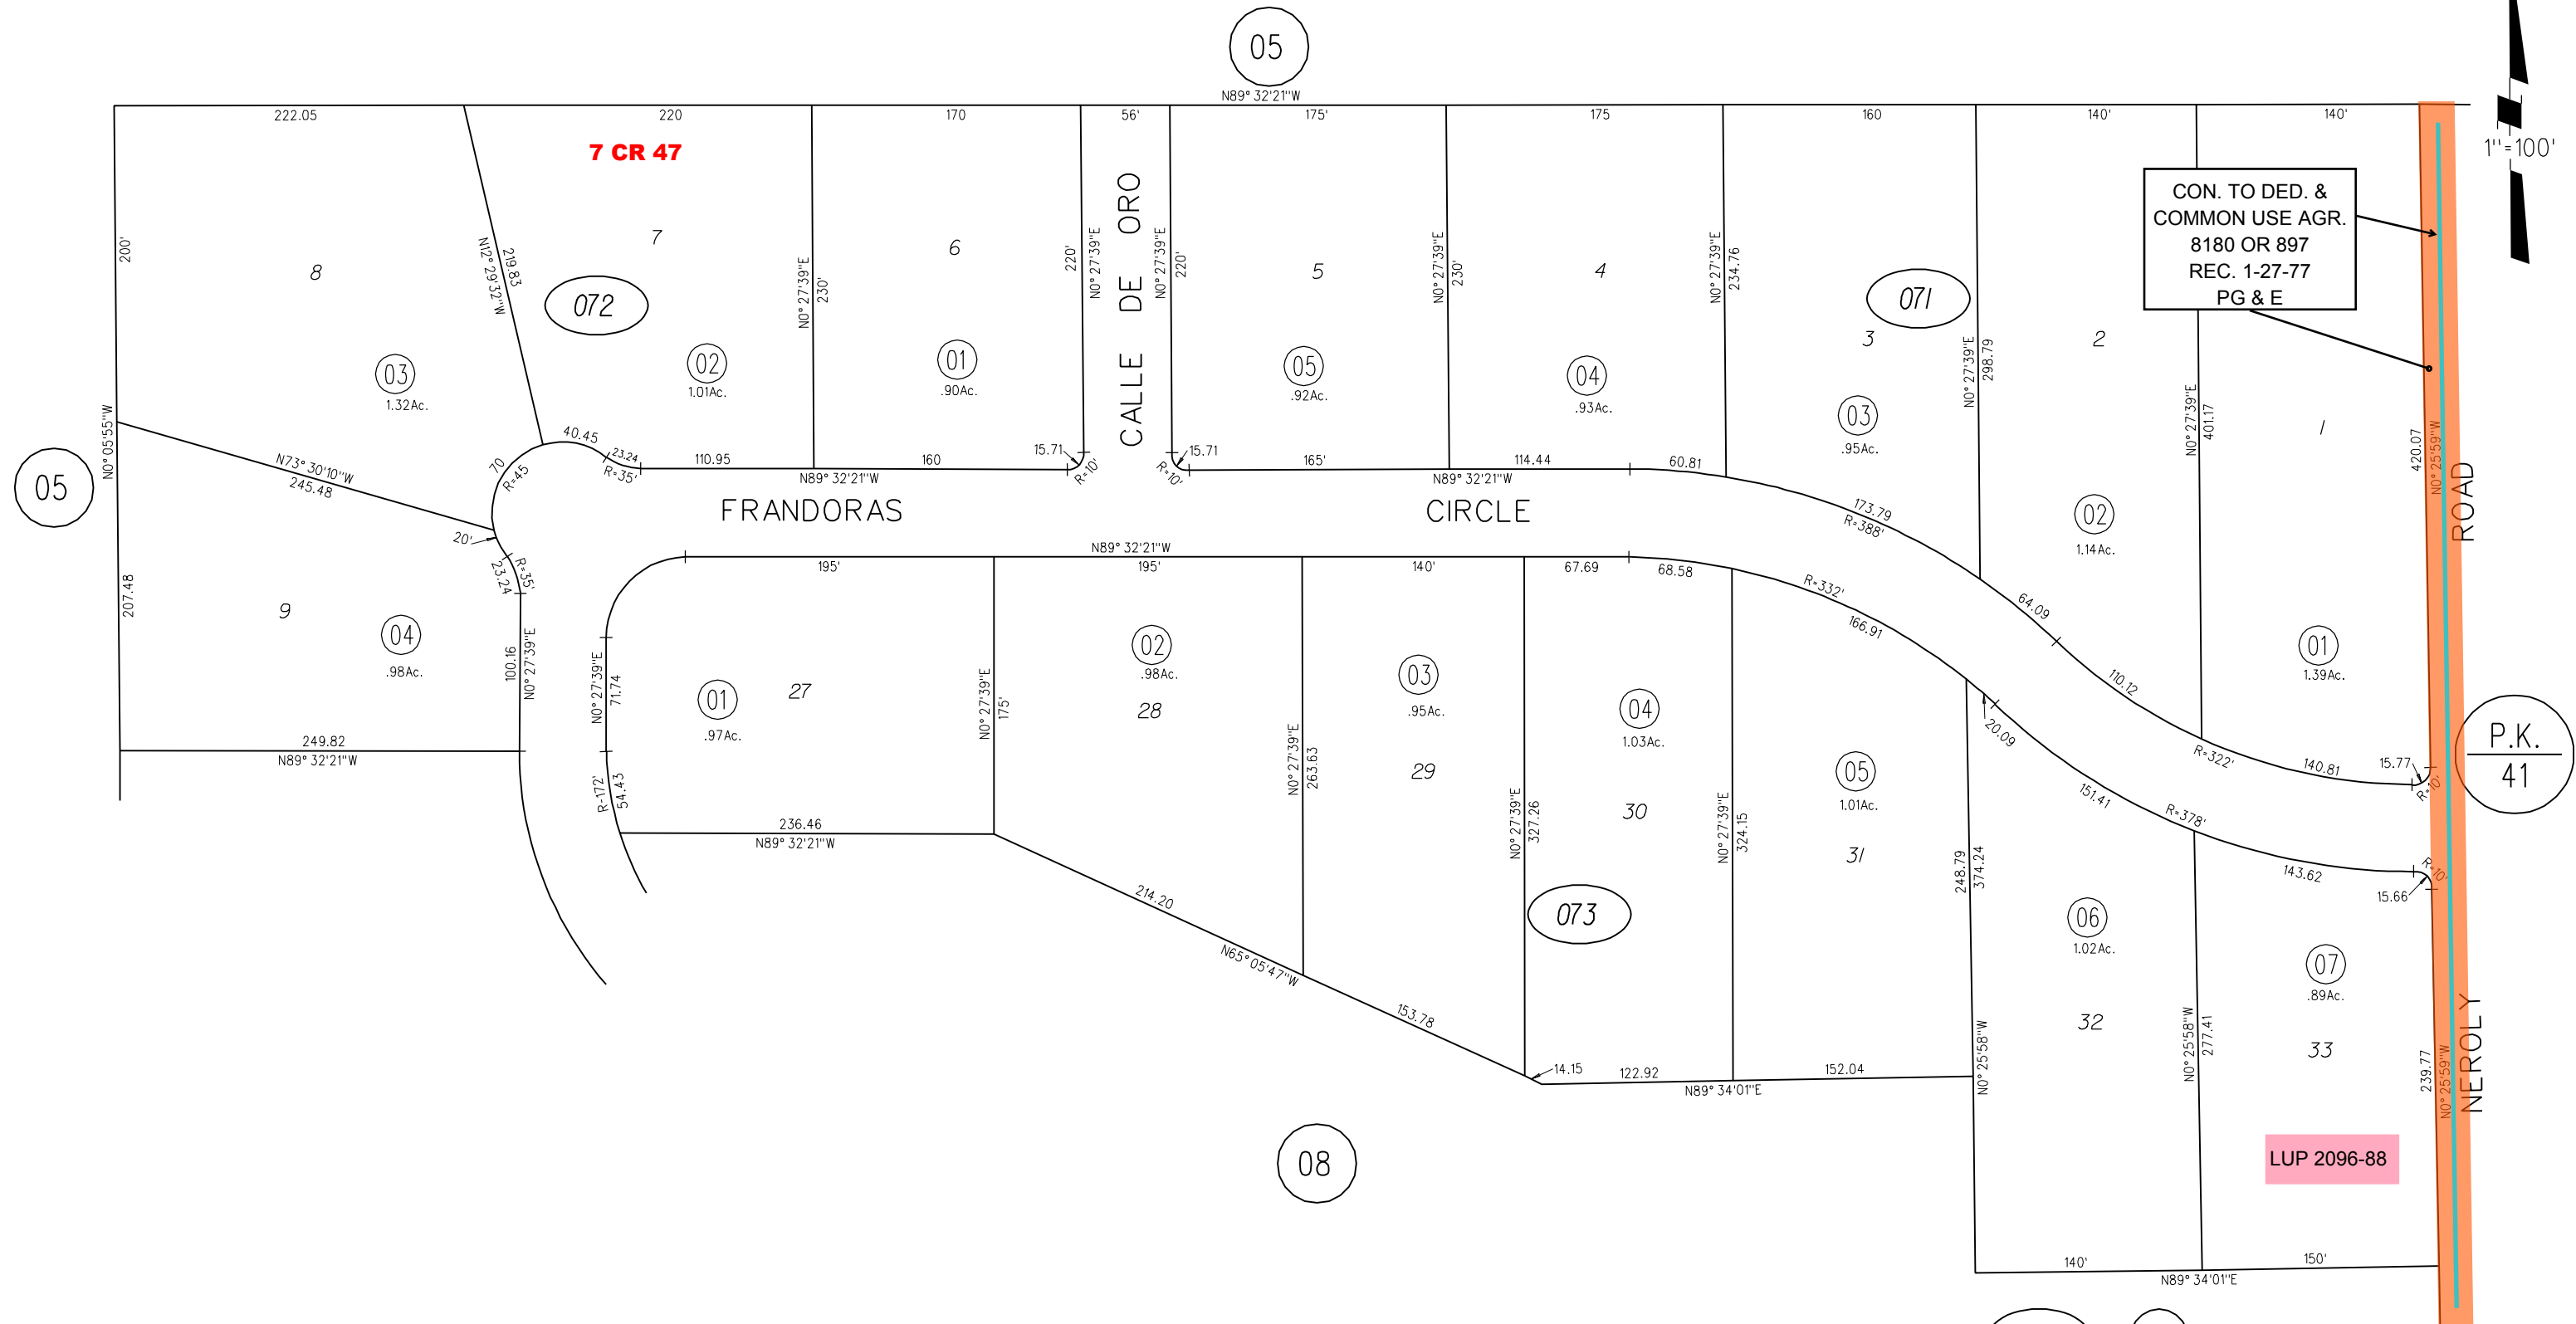 05
N89° 32'21"W
222.05
220
170
56'
175'
175
160
140'
140'
1"=100'
7 CR 47
CON. TO DED. &
COMMON USE AGR.
8180 OR 897
REC. 1-27-77
PG & E
200'
N12° 29'32"W
219.83
8
7
6
5
4
3
2
1
072
071
N0° 27'39"E
230'
220'
N0° 27'39"E
CALLE DE ORO
N0° 27'39"E
220'
N0° 27'39"E
230'
N0° 27'39"E
234.76
N0° 27'39"E
298.79
N0° 27'39"E
401.17
420.07
N0° 25'59"W
03
1.32Ac.
02
1.01Ac.
01
.90Ac.
05
.92Ac.
04
.93Ac.
03
.95Ac.
02
1.14Ac.
01
1.39Ac.
05
N0° 05'55"W
N73° 30'10"W
245.48
70
R=45
40.45
23.24
R=35'
110.95
160
N89° 32'21"W
15.71
R=10'
15.71
R=10'
165'
114.44
N89° 32'21"W
60.81
173.79
R=388'
64.09
110.12
R=322'
140.81
15.77
R=10'
FRANDORAS CIRCLE
ROAD
20'
R=35'
23.24
207.48
9
04
.98Ac.
100.16
N0° 27'39"E
249.82
N89° 32'21"W
N89° 32'21"W
195'
195'
140'
67.69
68.58
R=332'
166.91
20.09
151.41
R=378'
143.62
R=10'
15.66
P.K.
41
N0° 27'39"E
71.74
R-172'
54.43
01
.97Ac.
27
N0° 27'39"E
175'
236.46
N89° 32'21"W
02
.98Ac.
28
N0° 27'39"E
263.63
03
.95Ac.
29
N0° 27'39"E
327.26
04
1.03Ac.
30
N0° 27'39"E
324.15
05
1.01Ac.
31
248.79
374.24
N0° 25'58"W
06
1.02Ac.
32
N0° 25'58"W
277.41
07
.89Ac.
33
239.77
N0° 25'59"W
NEROLY
073
214.20
N65° 05'47"W
153.78
14.15
122.92
152.04
N89° 34'01"E
08
LUP 2096-88
140'
150'
N89° 34'01"E